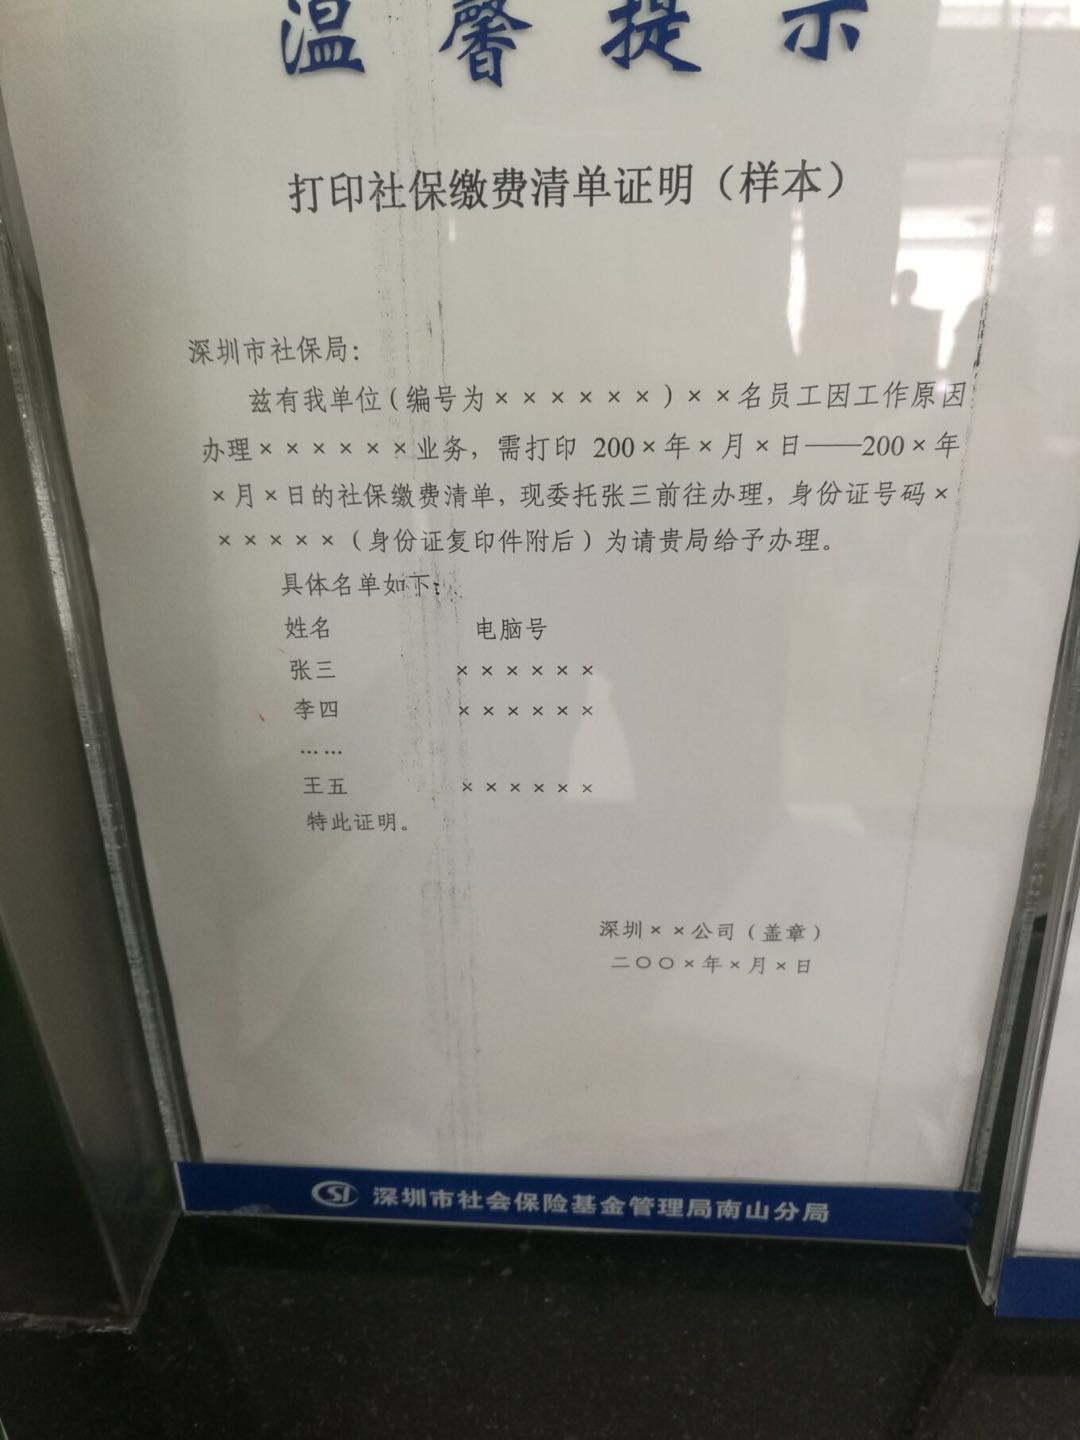 温馨提示
打印社保缴费清单证明（样本）
深圳市社保局：
兹有我单位（编号为××××××）××名员工因工作原因
办理××××××业务，需打印 200×年×月×日——200×年
×月×日的社保缴费清单，现委托张三前往办理，身份证号码×
×××××（身份证复印件附后）为请贵局给予办理。
具体名单如下：
姓名 电脑号
张三 ××××××
李四 ××××××
……
王五 ××××××
特此证明。
深圳××公司（盖章）
二〇〇×年×月×日
CSI 深圳市社会保险基金管理局南山分局